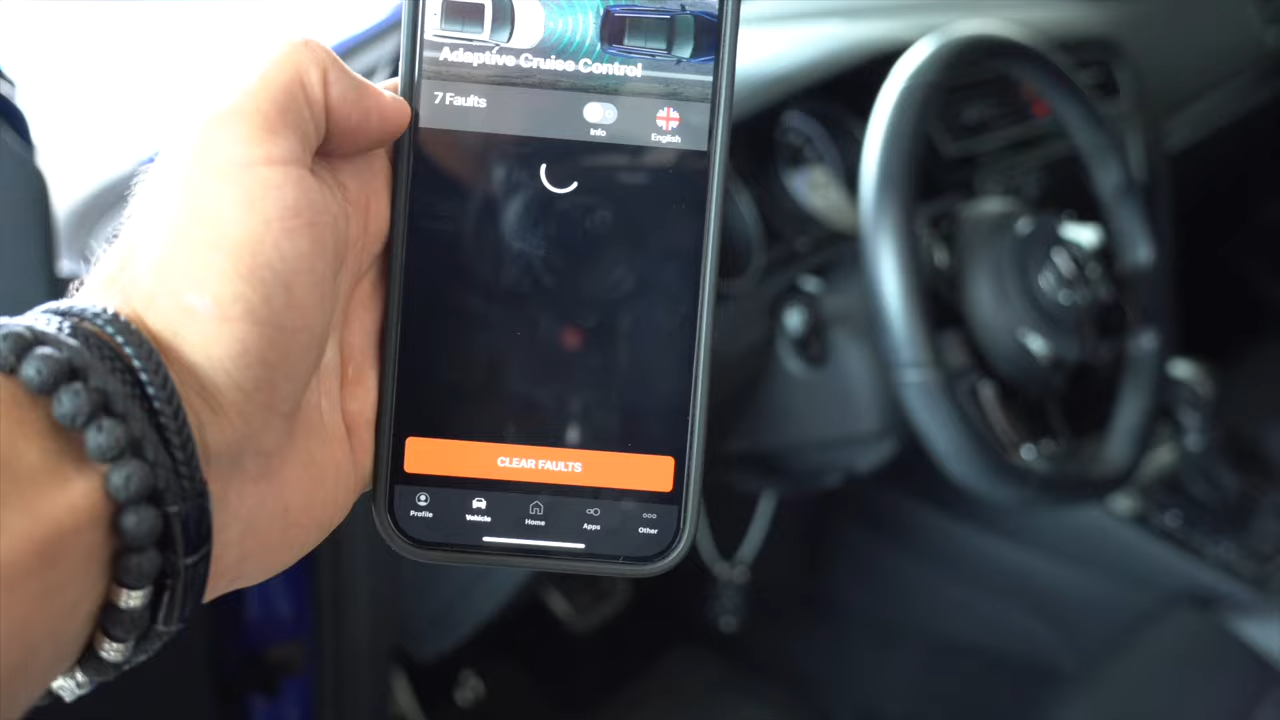 Adaptive Cruise Control
7 Faults
Info
English
CLEAR FAULTS
Profile
Vehicle
Home
Apps
Other